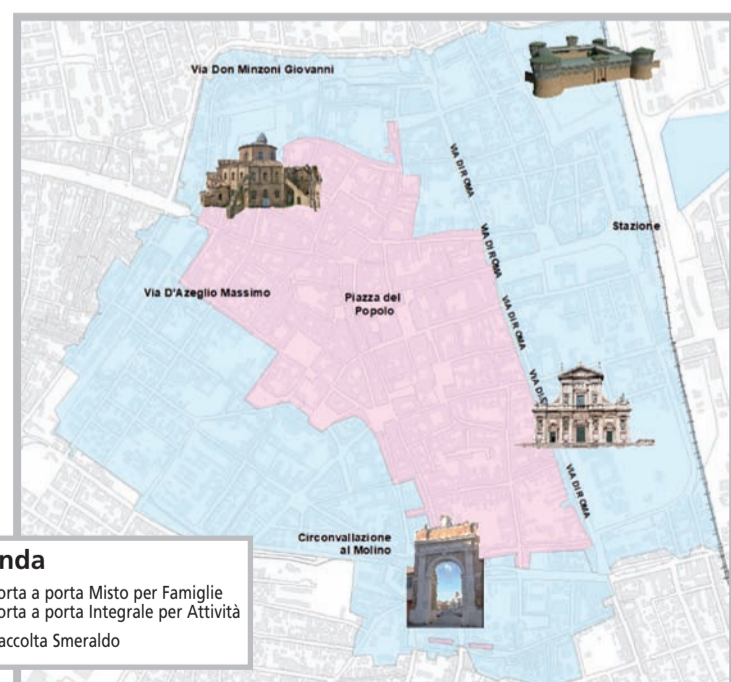 Via Don Minzoni Giovanni
VIA DI ROMA
Stazione
VIA DI ROMA
Via D'Azeglio Massimo
Piazza del
Popolo
VIA DI ROMA
VIA DI
VIA DI ROMA
Circonvallazione
al Molino
nda
orta a porta Misto per Famiglie
orta a porta Integrale per Attività
accolta Smeraldo